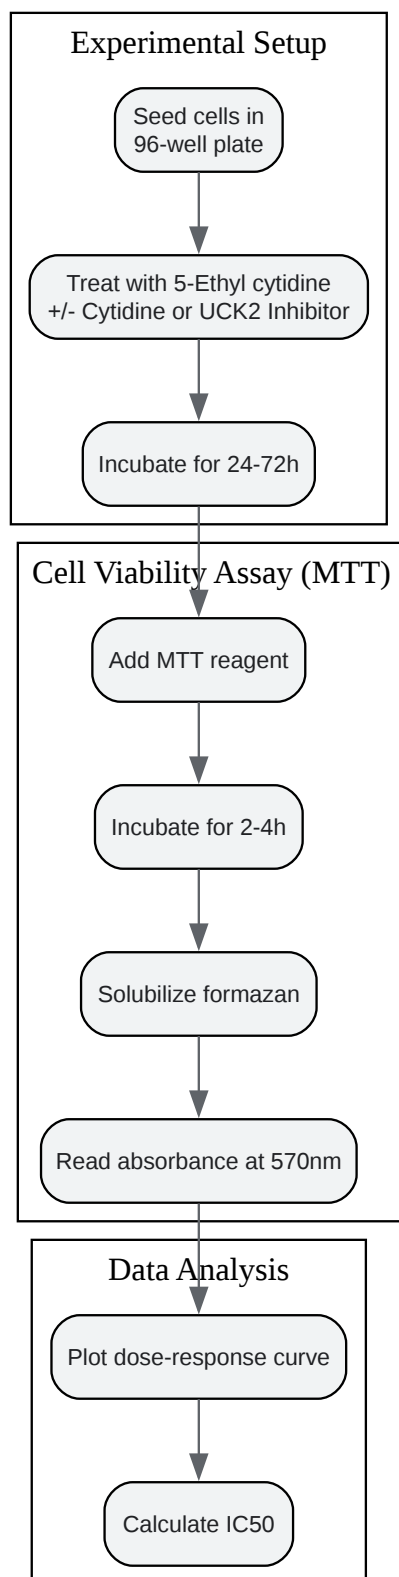 Experimental Setup
Seed cells in
96-well plate
Treat with 5-Ethyl cytidine
+/- Cytidine or UCK2 Inhibitor
Incubate for 24-72h
Cell Viability Assay (MTT)
Add MTT reagent
Incubate for 2-4h
Solubilize formazan
Read absorbance at 570nm
Data Analysis
Plot dose-response curve
Calculate IC50